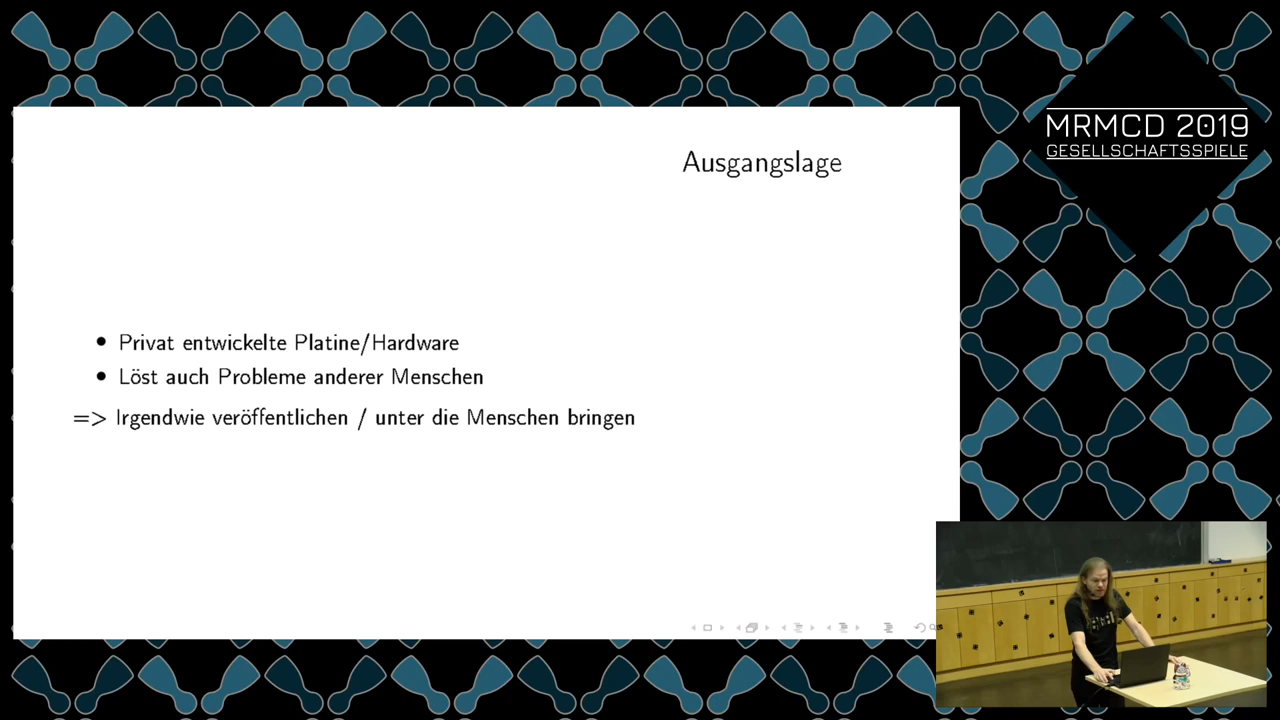 MRMCD 2019
GESELLSCHAFTSSPIELE
Ausgangslage
• Privat entwickelte Platine/Hardware
• Löst auch Probleme anderer Menschen
=> Irgendwie veröffentlichen / unter die Menschen bringen